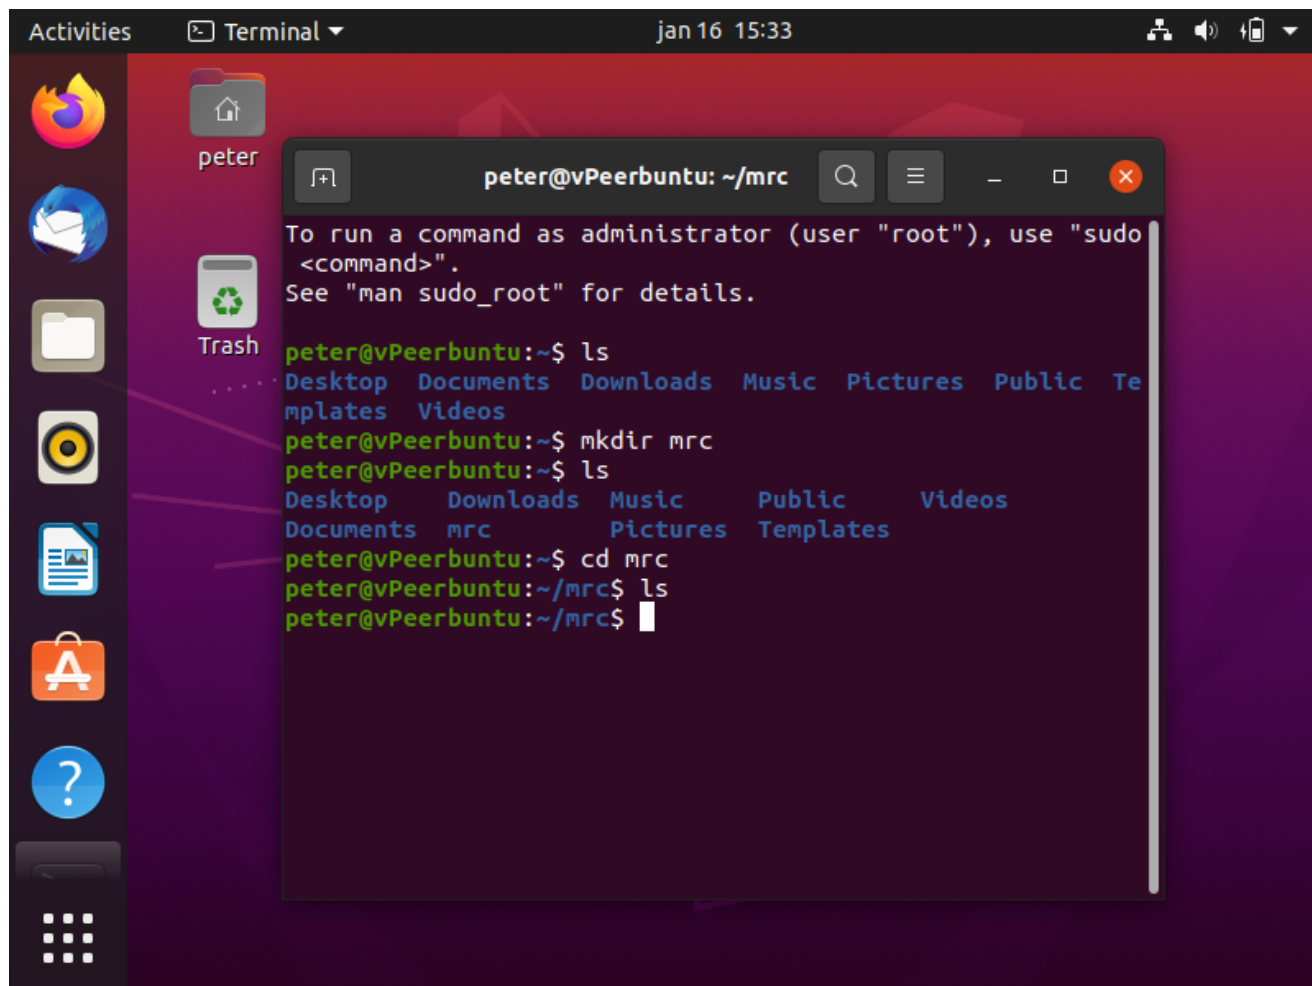 Activities Terminal jan 16 15:33
peter
Trash
peter@vPeerbuntu: ~/mrc
To run a command as administrator (user "root"), use "sudo
 <command>".
See "man sudo_root" for details.
peter@vPeerbuntu:~$ ls
Desktop  Documents  Downloads  Music  Pictures  Public  Te
mplates  Videos
peter@vPeerbuntu:~$ mkdir mrc
peter@vPeerbuntu:~$ ls
Desktop    Downloads  Music     Public     Videos
Documents  mrc        Pictures  Templates
peter@vPeerbuntu:~$ cd mrc
peter@vPeerbuntu:~/mrc$ ls
peter@vPeerbuntu:~/mrc$